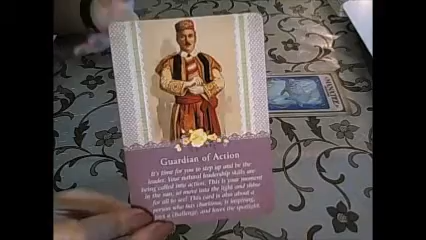 Guardian of Action
It's time for you to step up and be the
leader. Your natural leadership skills are
being called into action. This is your moment
in the sun, so move into the light and shine
for all to see! This card is also about a
person who has charisma, is inspiring,
a challenge, and loves the spotlight.